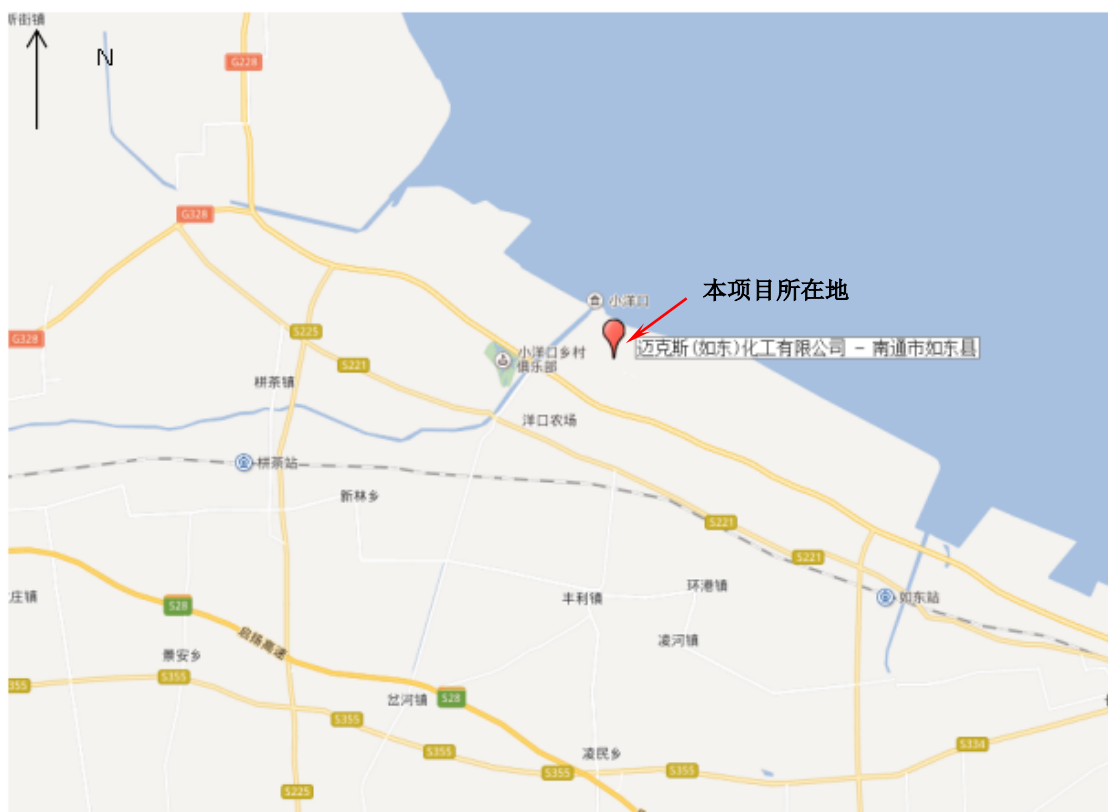 新街镇
N
G228
G328
本项目所在地
小洋口
G328
S225
迈克斯(如东)化工有限公司 - 南通市如东县
小洋口乡村
俱乐部
S221
栟茶镇
洋口农场
栟茶站
新林乡
S221
S221
环港镇
庄镇
S28
丰利镇
如东站
启扬高速
凌河镇
景安乡
S355
355
岔河镇
S28
S355
S334
S355
凌民乡
S355
S355
S225